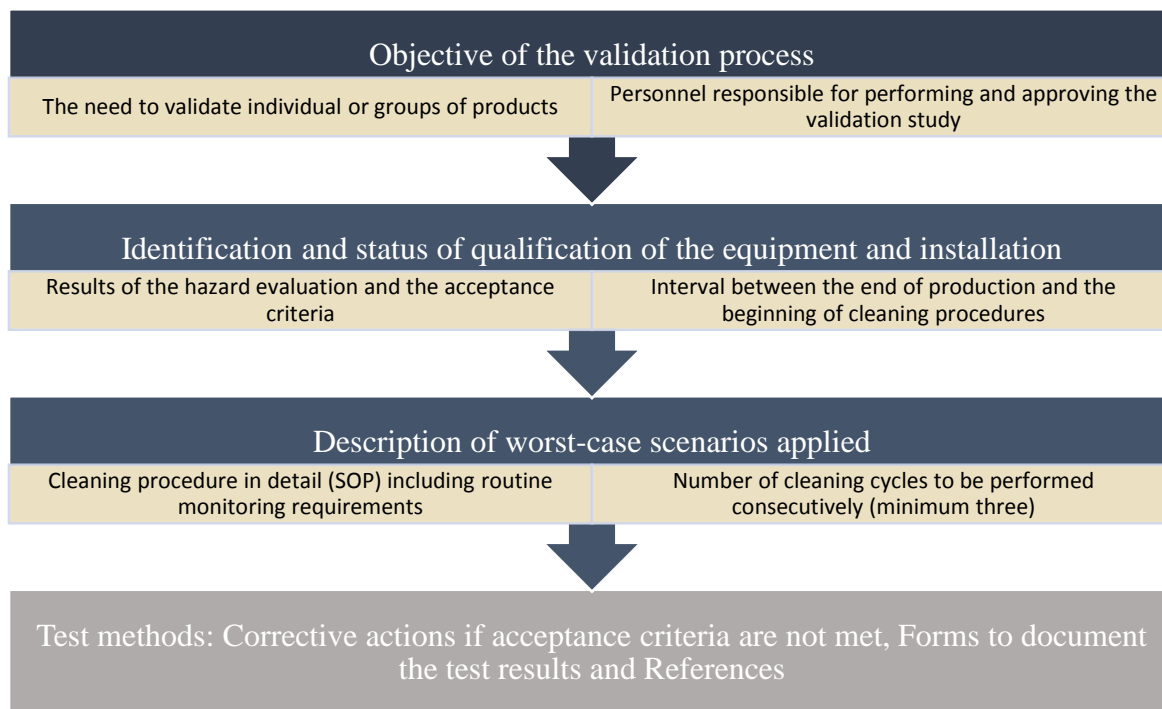 Objective of the validation process
The need to validate individual or groups of products
Personnel responsible for performing and approving the
validation study
Identification and status of qualification of the equipment and installation
Results of the hazard evaluation and the acceptance
criteria
Interval between the end of production and the
beginning of cleaning procedures
Description of worst-case scenarios applied
Cleaning procedure in detail (SOP) including routine
monitoring requirements
Number of cleaning cycles to be performed
consecutively (minimum three)
Test methods: Corrective actions if acceptance criteria are not met, Forms to document
the test results and References